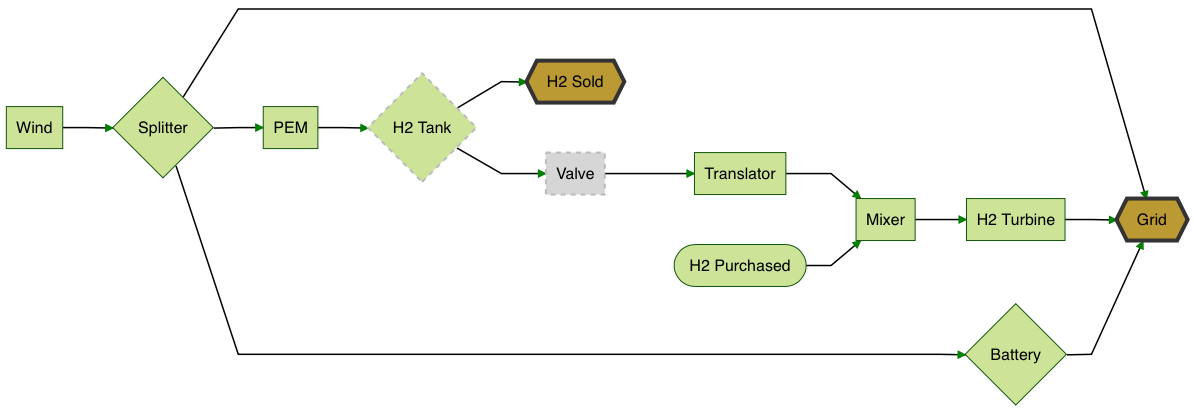 Wind
Splitter
PEM
H2 Tank
H2 Sold
Valve
Translator
H2 Purchased
Mixer
H2 Turbine
Grid
Battery